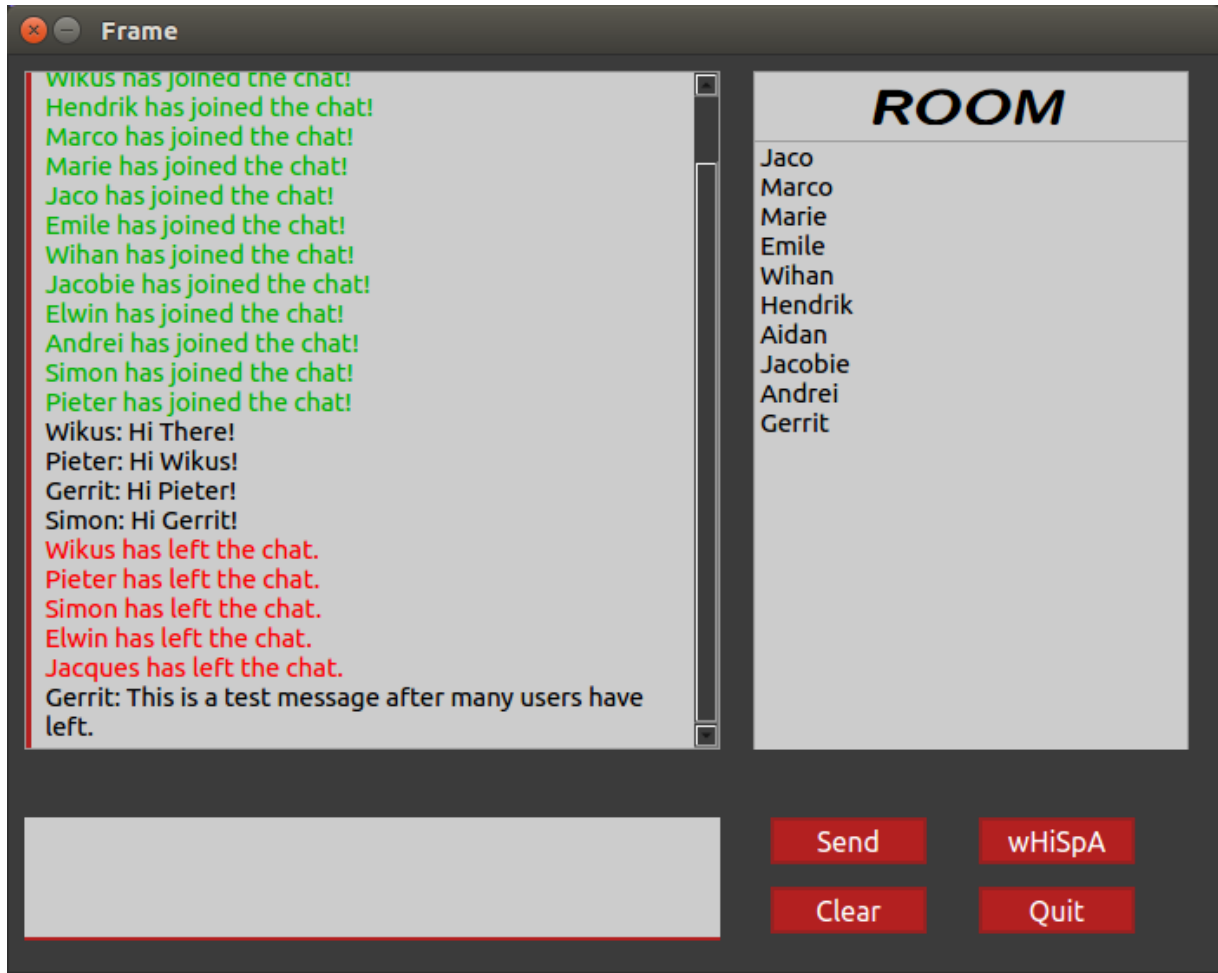 Frame
Wikus has joined the chat!
Hendrik has joined the chat!
Marco has joined the chat!
Marie has joined the chat!
Jaco has joined the chat!
Emile has joined the chat!
Wihan has joined the chat!
Jacobie has joined the chat!
Elwin has joined the chat!
Andrei has joined the chat!
Simon has joined the chat!
Pieter has joined the chat!
Wikus: Hi There!
Pieter: Hi Wikus!
Gerrit: Hi Pieter!
Simon: Hi Gerrit!
Wikus has left the chat.
Pieter has left the chat.
Simon has left the chat.
Elwin has left the chat.
Jacques has left the chat.
Gerrit: This is a test message after many users have
left.
ROOM
Jaco
Marco
Marie
Emile
Wihan
Hendrik
Aidan
Jacobie
Andrei
Gerrit
Send
wHiSpA
Clear
Quit